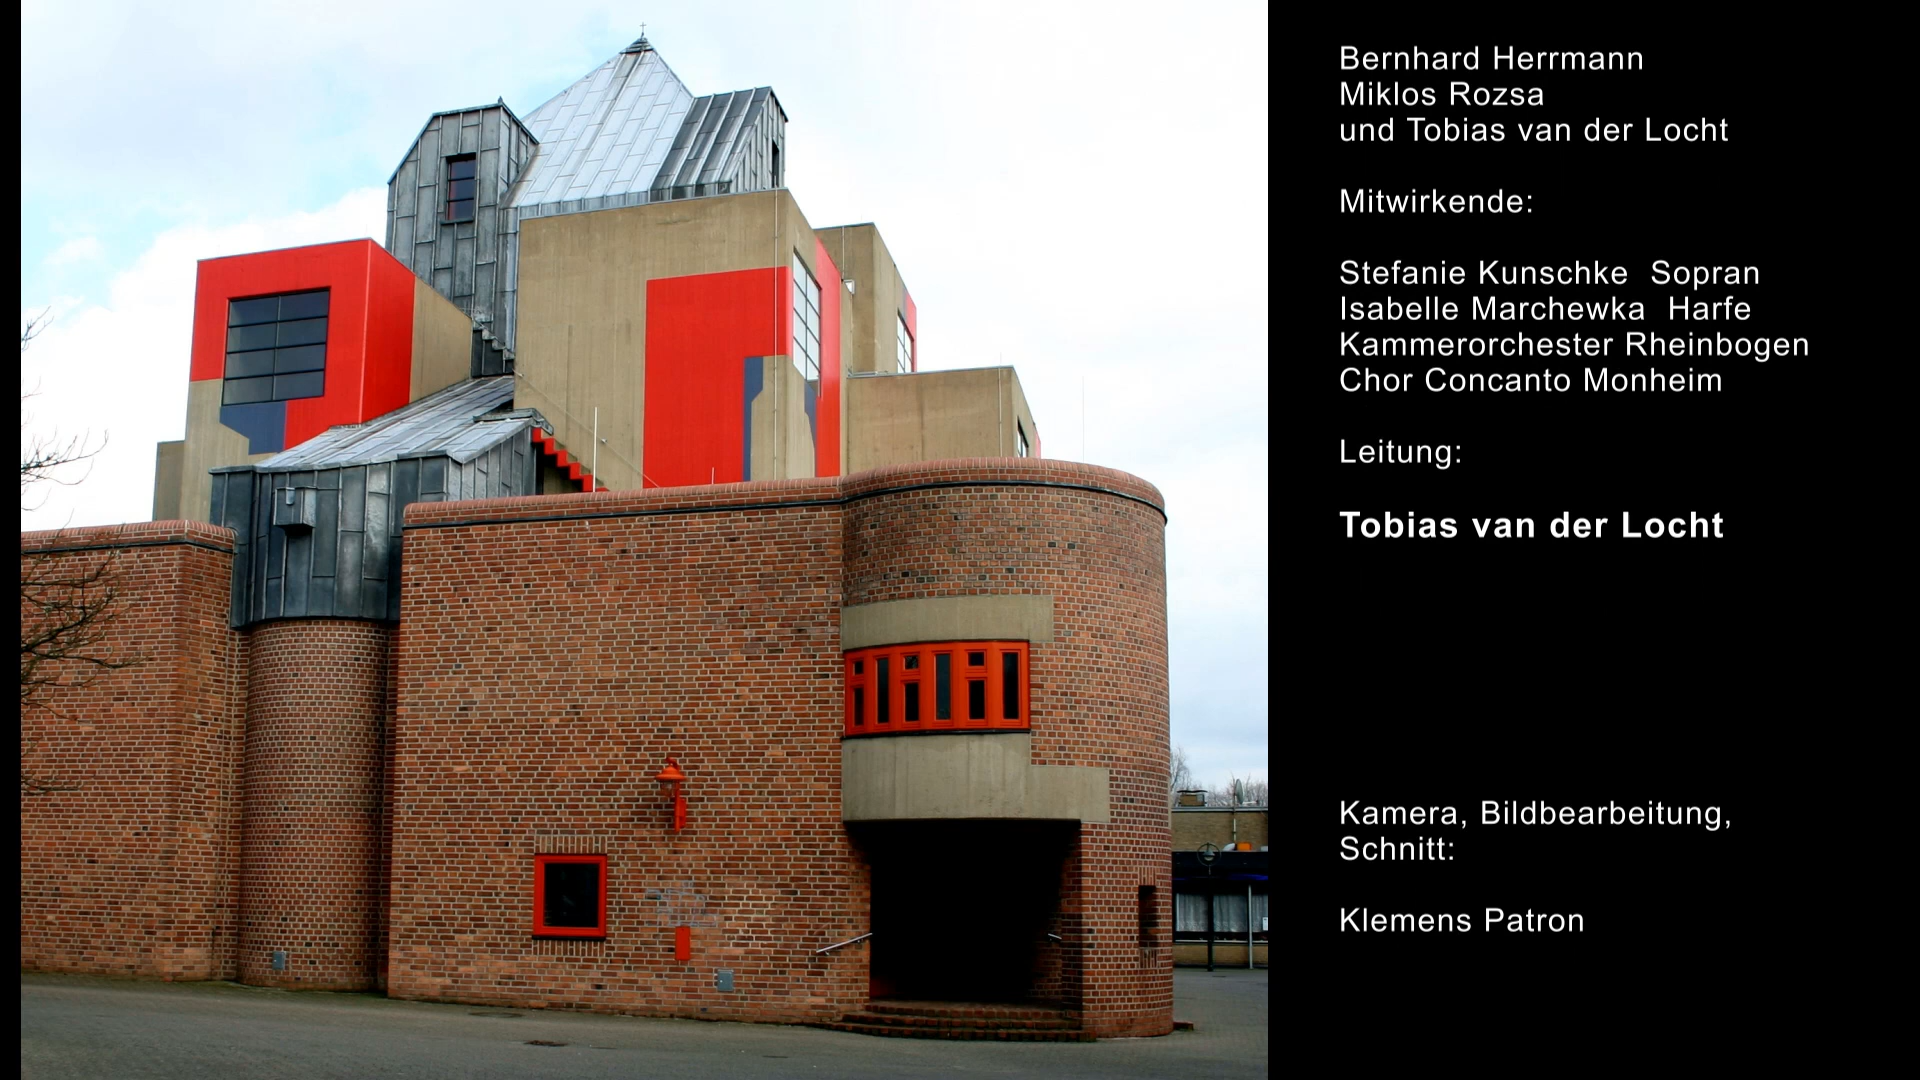 Bernhard Herrmann
Miklos Rozsa
und Tobias van der Locht
Mitwirkende:
Stefanie Kunschke  Sopran
Isabelle Marchewka  Harfe
Kammerorchester Rheinbogen
Chor Concanto Monheim
Leitung:
Tobias van der Locht
Kamera, Bildbearbeitung,
Schnitt:
Klemens Patron